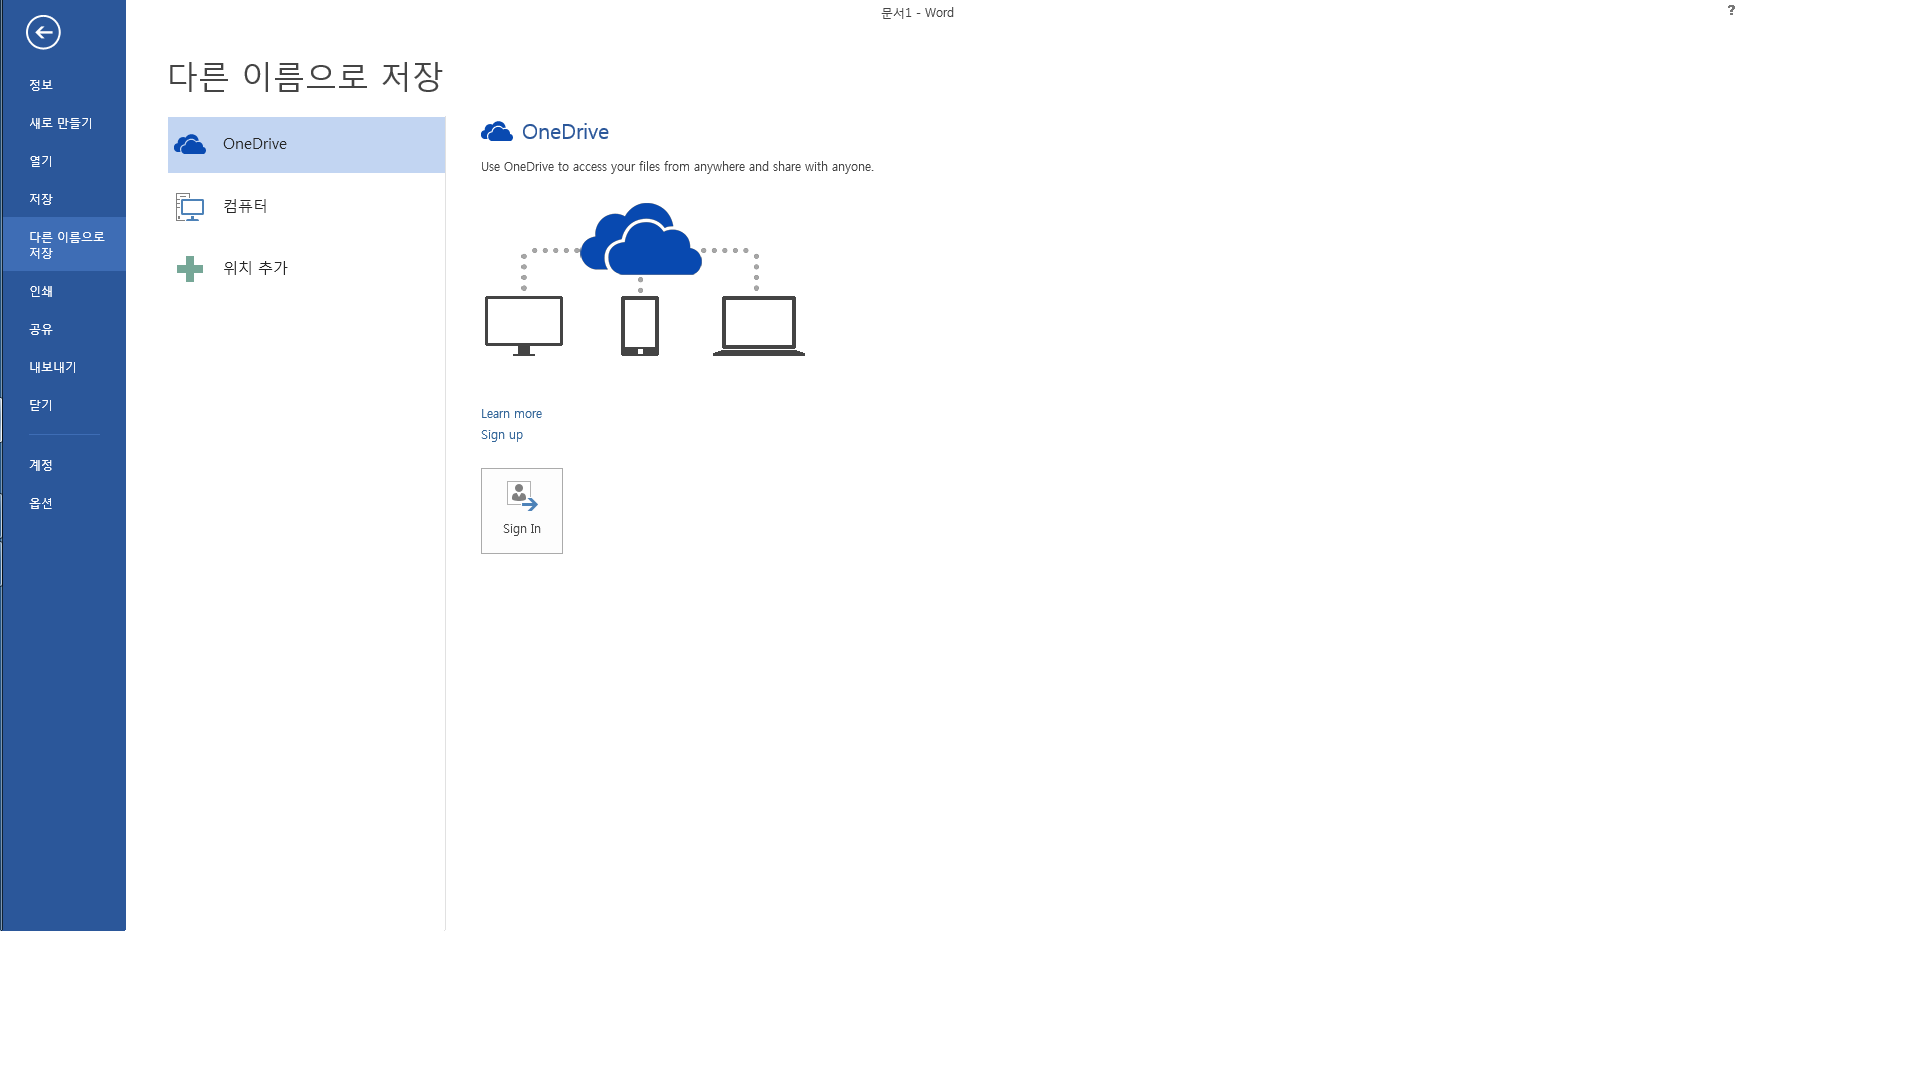 문서1 - Word
?
정보
새로 만들기
열기
저장
다른 이름으로
저장
인쇄
공유
내보내기
닫기
계정
옵션
다른 이름으로 저장
OneDrive
컴퓨터
위치 추가
OneDrive
Use OneDrive to access your files from anywhere and share with anyone.
Learn more
Sign up
Sign In